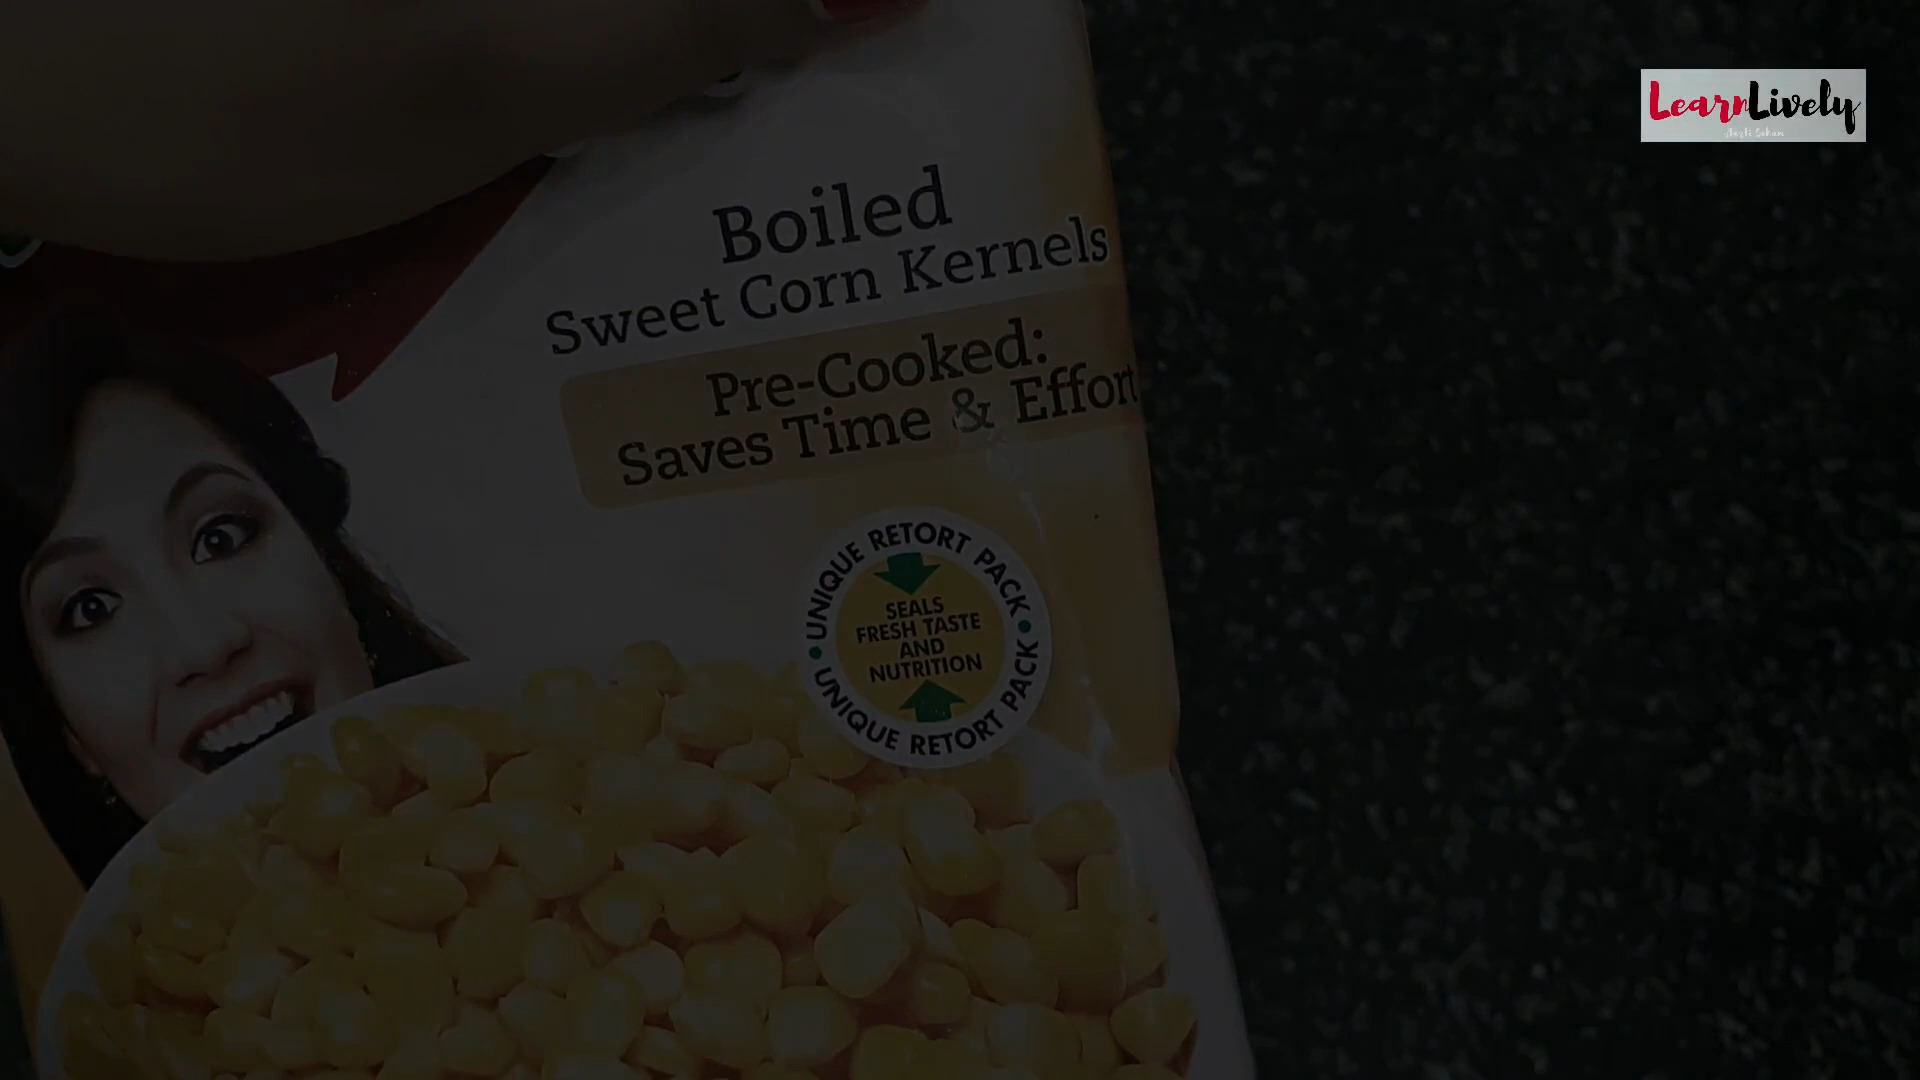 LearnLively
Boiled
Sweet Corn Kernels
Pre-Cooked:
Saves Time & Effort
UNIQUE RETORT PACK
SEALS
FRESH TASTE
AND
NUTRITION
UNIQUE RETORT PACK